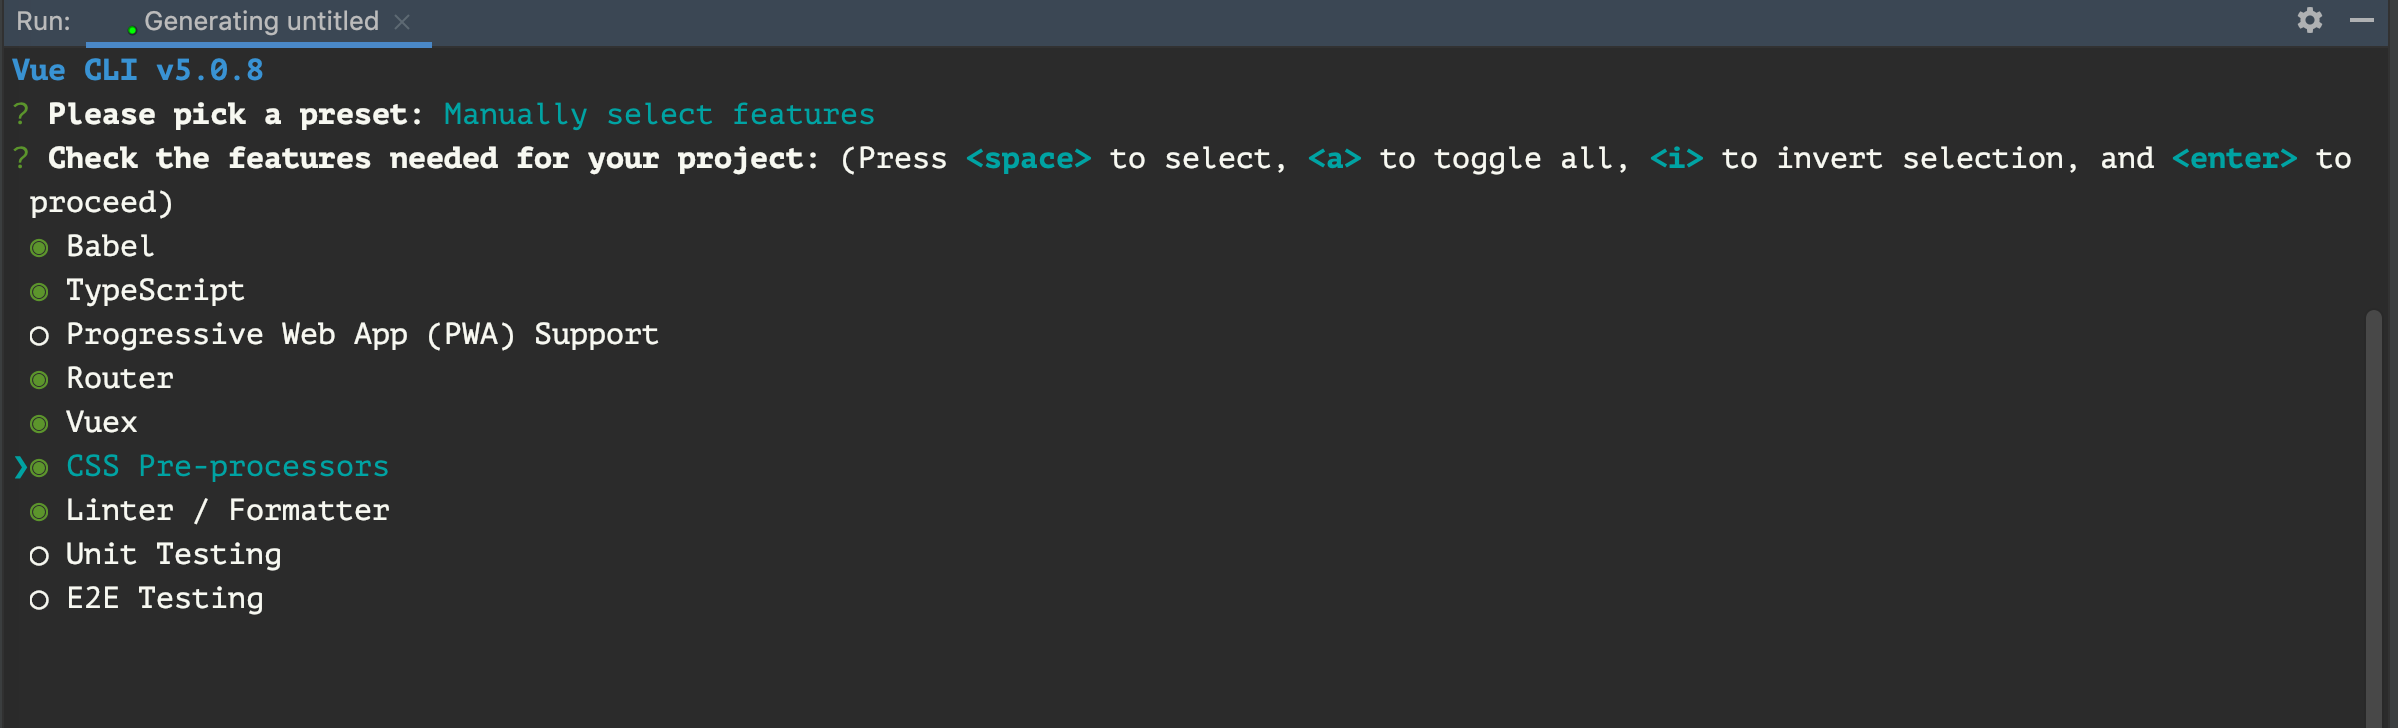 Run: Generating untitled
Vue CLI v5.0.8
? Please pick a preset: Manually select features
? Check the features needed for your project: (Press <space> to select, <a> to toggle all, <i> to invert selection, and <enter> to
proceed)
◉ Babel
◉ TypeScript
◯ Progressive Web App (PWA) Support
◉ Router
◉ Vuex
❯◉ CSS Pre-processors
◉ Linter / Formatter
◯ Unit Testing
◯ E2E Testing